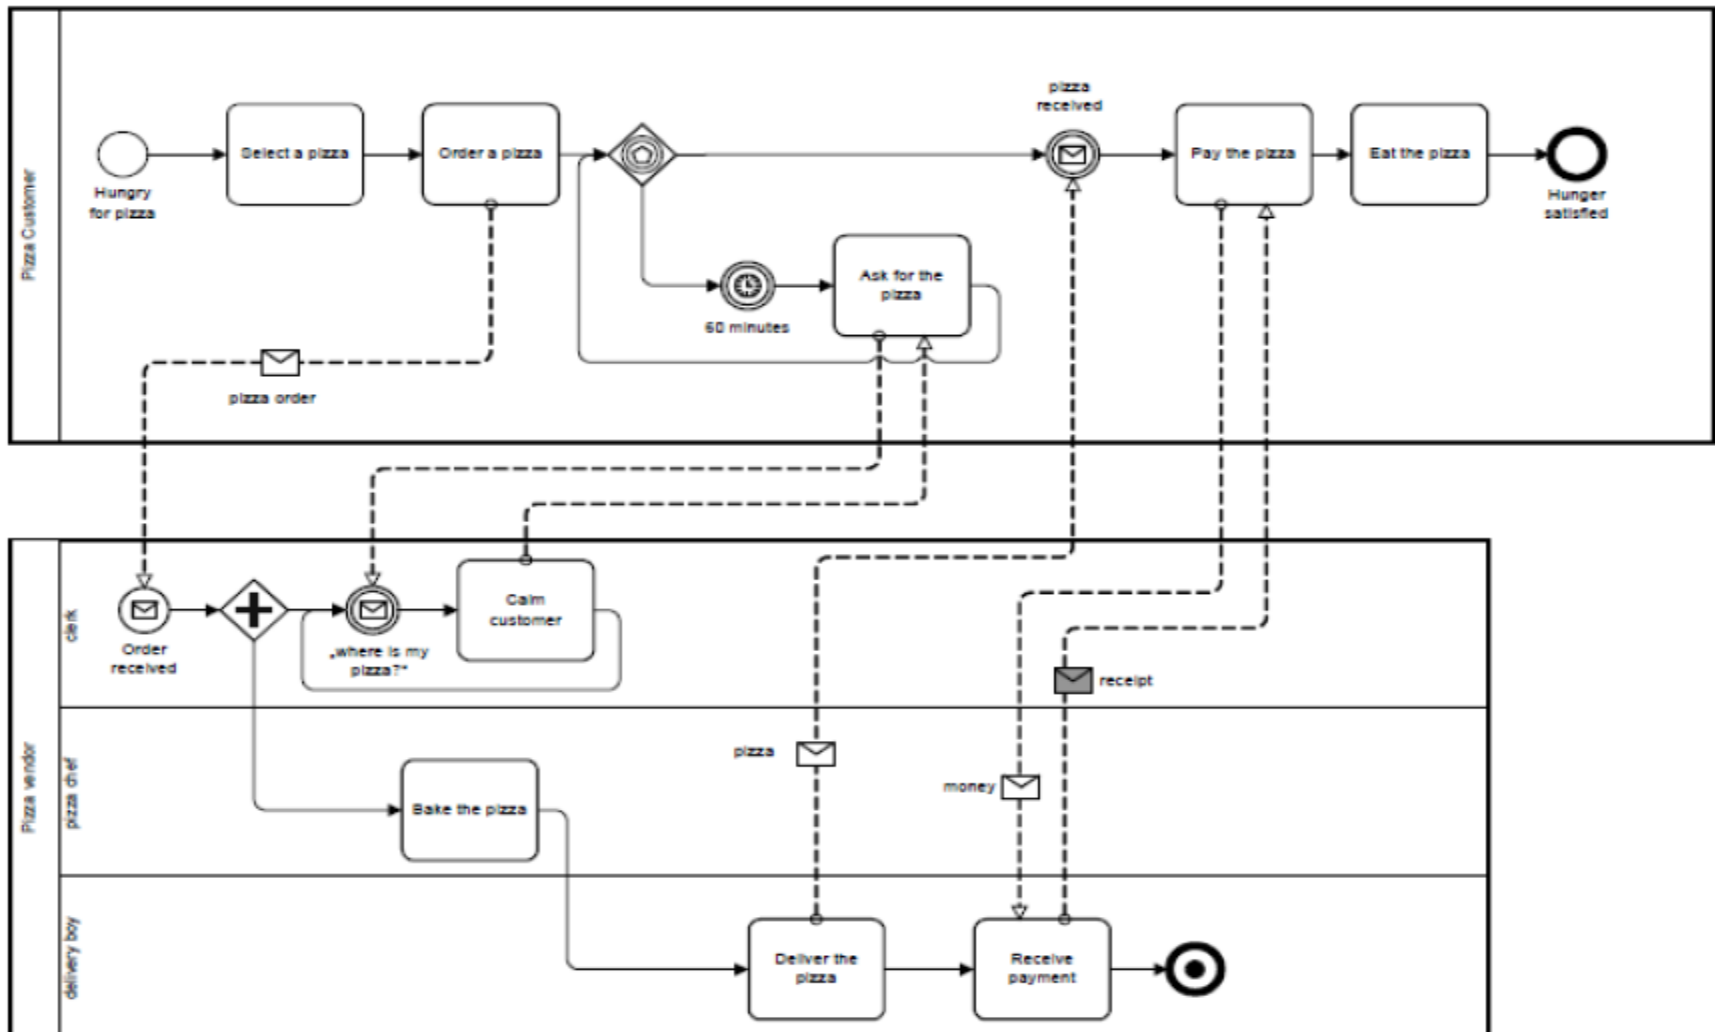 Pizza Customer
pizza
received
Select a pizza
Order a pizza
Pay the pizza
Eat the pizza
Hungry
for pizza
Hunger
satisfied
Ask for the
pizza
60 minutes
pizza order
Pizza vendor
clerk
Order
received
„where is my
pizza?“
Calm
customer
receipt
pizza chef
pizza
money
Bake the pizza
delivery boy
Deliver the
pizza
Receive
payment